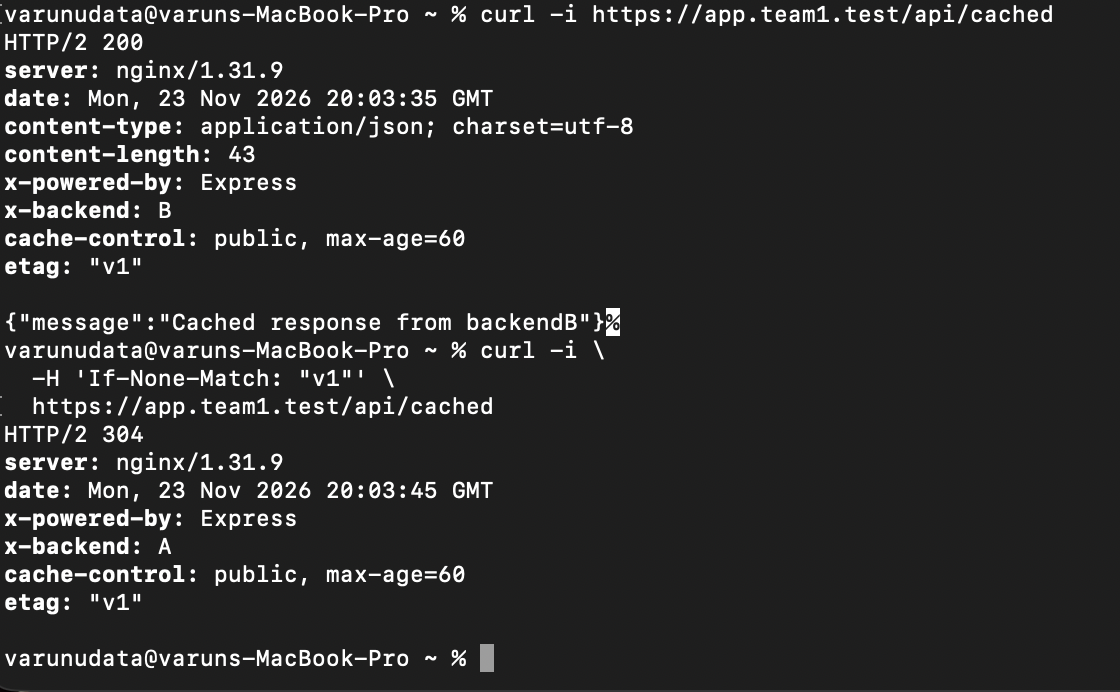 varunudata@varuns-MacBook-Pro ~ % curl -i https://app.team1.test/api/cached
HTTP/2 200
server: nginx/1.31.9
date: Mon, 23 Nov 2026 20:03:35 GMT
content-type: application/json; charset=utf-8
content-length: 43
x-powered-by: Express
x-backend: B
cache-control: public, max-age=60
etag: "v1"

{"message":"Cached response from backendB"}%
varunudata@varuns-MacBook-Pro ~ % curl -i \
  -H 'If-None-Match: "v1"' \
  https://app.team1.test/api/cached
HTTP/2 304
server: nginx/1.31.9
date: Mon, 23 Nov 2026 20:03:45 GMT
x-powered-by: Express
x-backend: A
cache-control: public, max-age=60
etag: "v1"

varunudata@varuns-MacBook-Pro ~ %